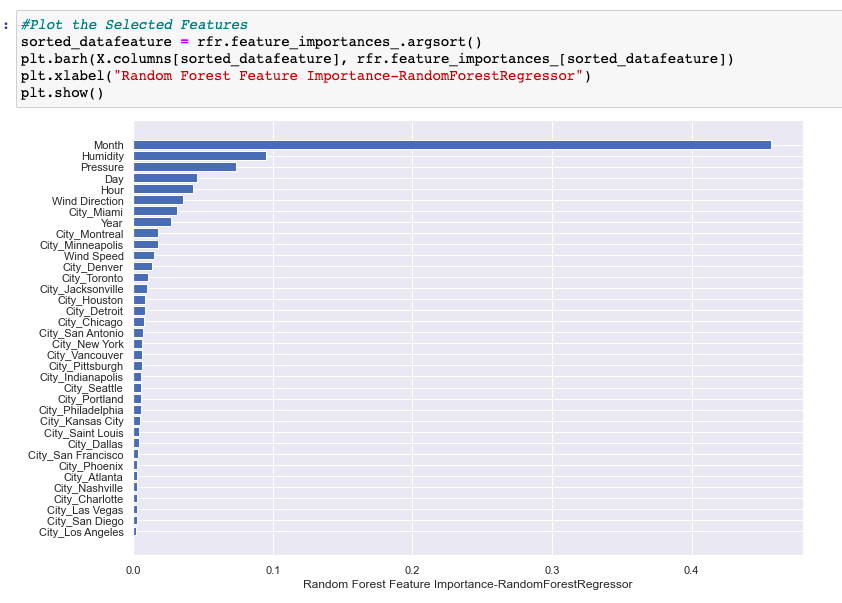 : #Plot the Selected Features
sorted_datafeature = rfr.feature_importances_.argsort()
plt.barh(X.columns[sorted_datafeature], rfr.feature_importances_[sorted_datafeature])
plt.xlabel("Random Forest Feature Importance-RandomForestRegressor")
plt.show()
Month
Humidity
Pressure
Day
Hour
Wind Direction
City_Miami
Year
City_Montreal
City_Minneapolis
Wind Speed
City_Denver
City_Toronto
City_Jacksonville
City_Houston
City_Detroit
City_Chicago
City_San Antonio
City_New York
City_Vancouver
City_Pittsburgh
City_Indianapolis
City_Seattle
City_Portland
City_Philadelphia
City_Kansas City
City_Saint Louis
City_Dallas
City_San Francisco
City_Phoenix
City_Atlanta
City_Nashville
City_Charlotte
City_Las Vegas
City_San Diego
City_Los Angeles
0.0 0.1 0.2 0.3 0.4
Random Forest Feature Importance-RandomForestRegressor